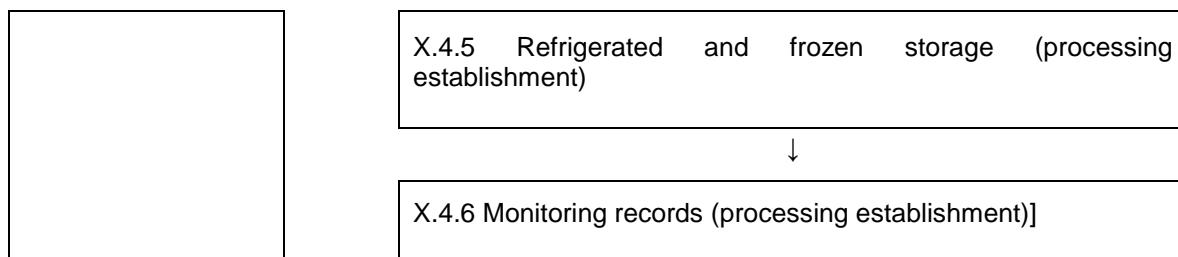 X.4.5 Refrigerated and frozen storage (processing
establishment)
↓
X.4.6 Monitoring records (processing establishment)]